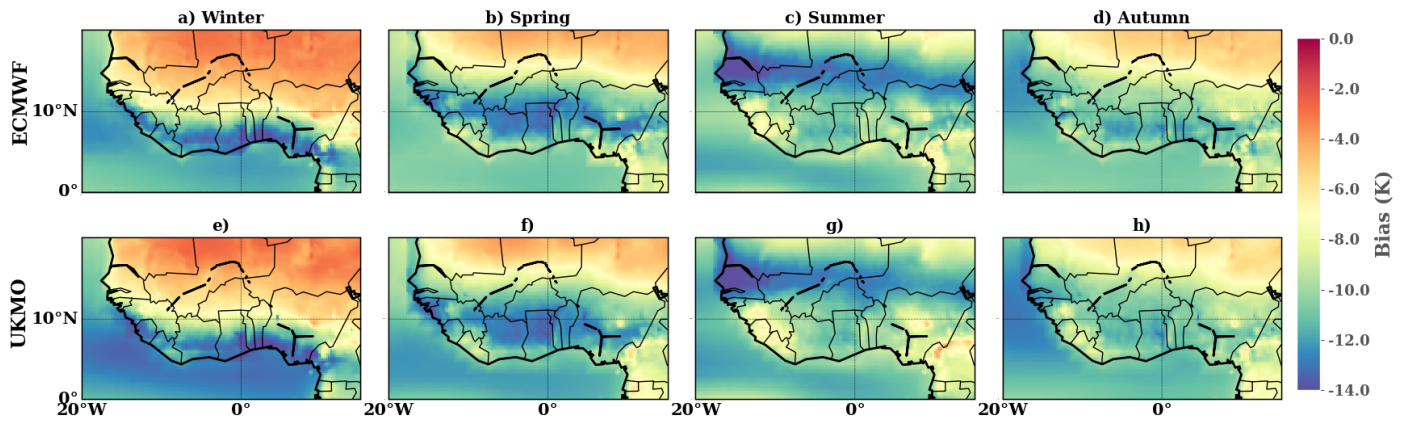 a) Winter b) Spring c) Summer d) Autumn
ECMWF
10°N
0°
0.0
-2.0
-4.0
-6.0
-8.0
-10.0
-12.0
-14.0
Bias (K)
e) f) g) h)
UKMO
10°N
0°
20°W 0° 20°W 0° 20°W 0° 20°W 0°